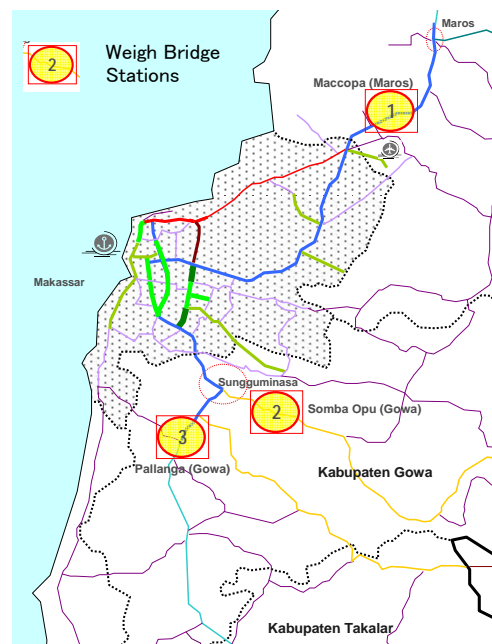 2
Weigh Bridge
Stations
Maros
Maccopa (Maros)
1
Makassar
Sungguminasa
2
Somba Opu (Gowa)
3
Pallanga (Gowa)
Kabupaten Gowa
Kabupaten Takalar